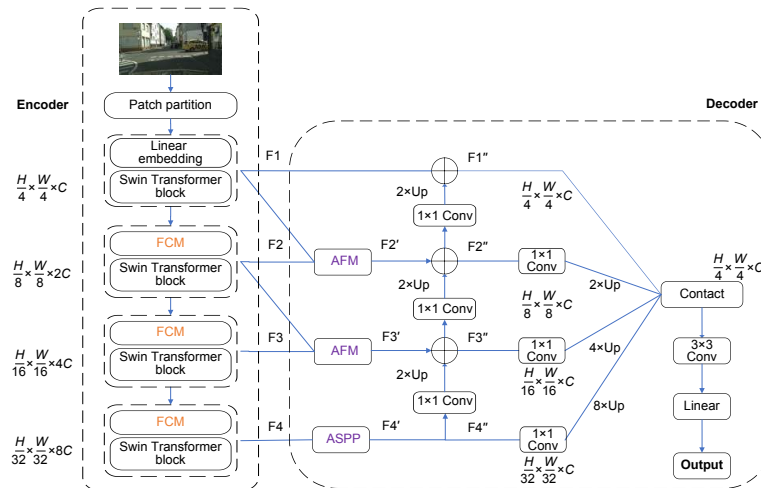 Encoder
Patch partition
Linear
embedding
Swin Transformer
block
H/4 × W/4 × C
FCM
Swin Transformer
block
H/8 × W/8 × 2C
FCM
Swin Transformer
block
H/16 × W/16 × 4C
FCM
Swin Transformer
block
H/32 × W/32 × 8C
Decoder
F1
F1″
H/4 × W/4 × C
2×Up
1×1 Conv
F2
AFM
F2′
F2″
1×1
Conv
2×Up
H/8 × W/8 × C
2×Up
1×1 Conv
F3
AFM
F3′
F3″
1×1
Conv
4×Up
H/16 × W/16 × C
2×Up
1×1 Conv
8×Up
F4
ASPP
F4′
F4″
1×1
Conv
H/32 × W/32 × C
H/4 × W/4 × C
Contact
3×3
Conv
Linear
Output